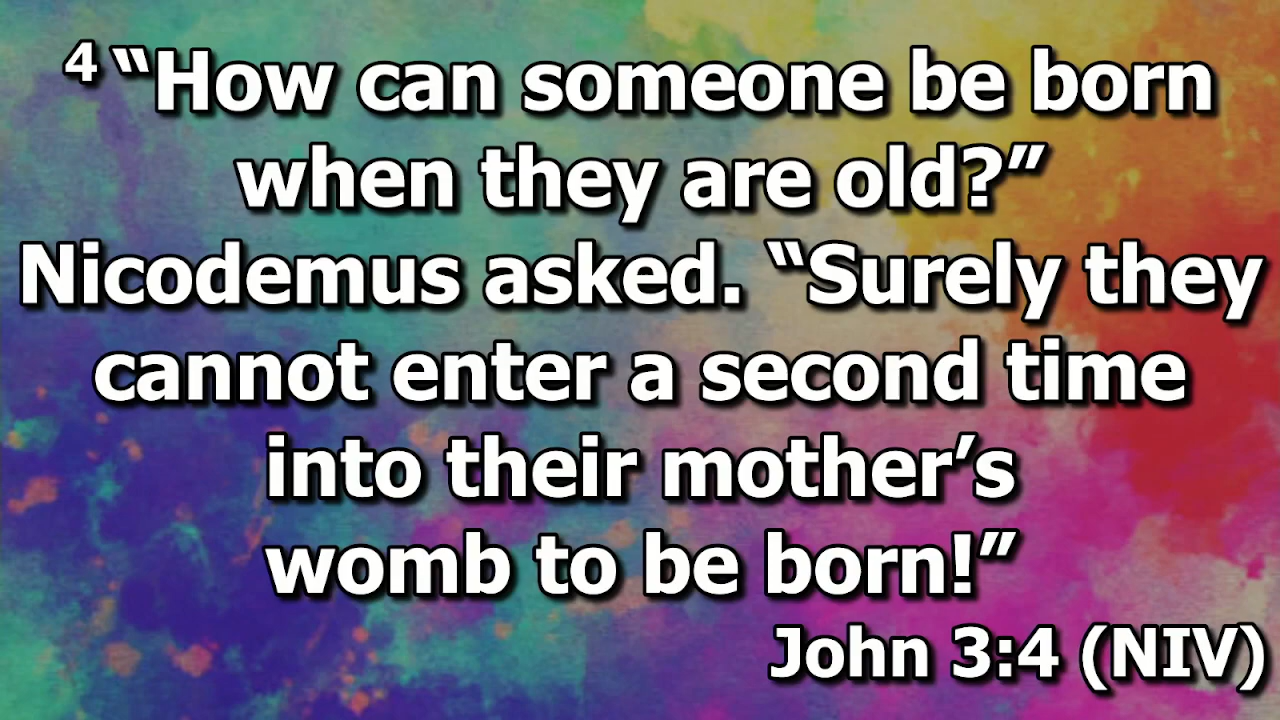 4 “How can someone be born
when they are old?”
Nicodemus asked. “Surely they
cannot enter a second time
into their mother’s
womb to be born!”
John 3:4 (NIV)